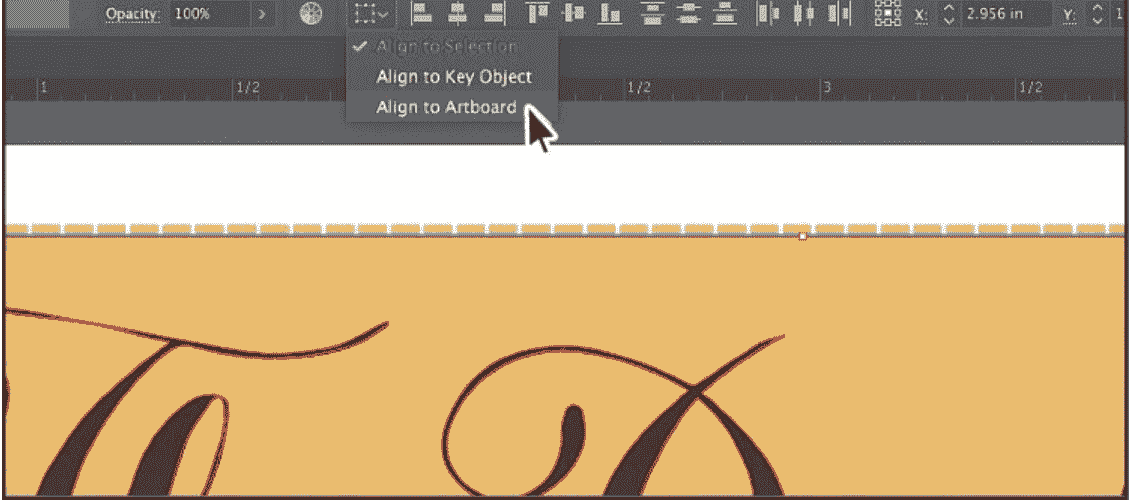 Opacity: 100% X: 2.956 in Y: 1
Align to Selection
Align to Key Object
Align to Artboard
1 1/2 1/2 3 1/2